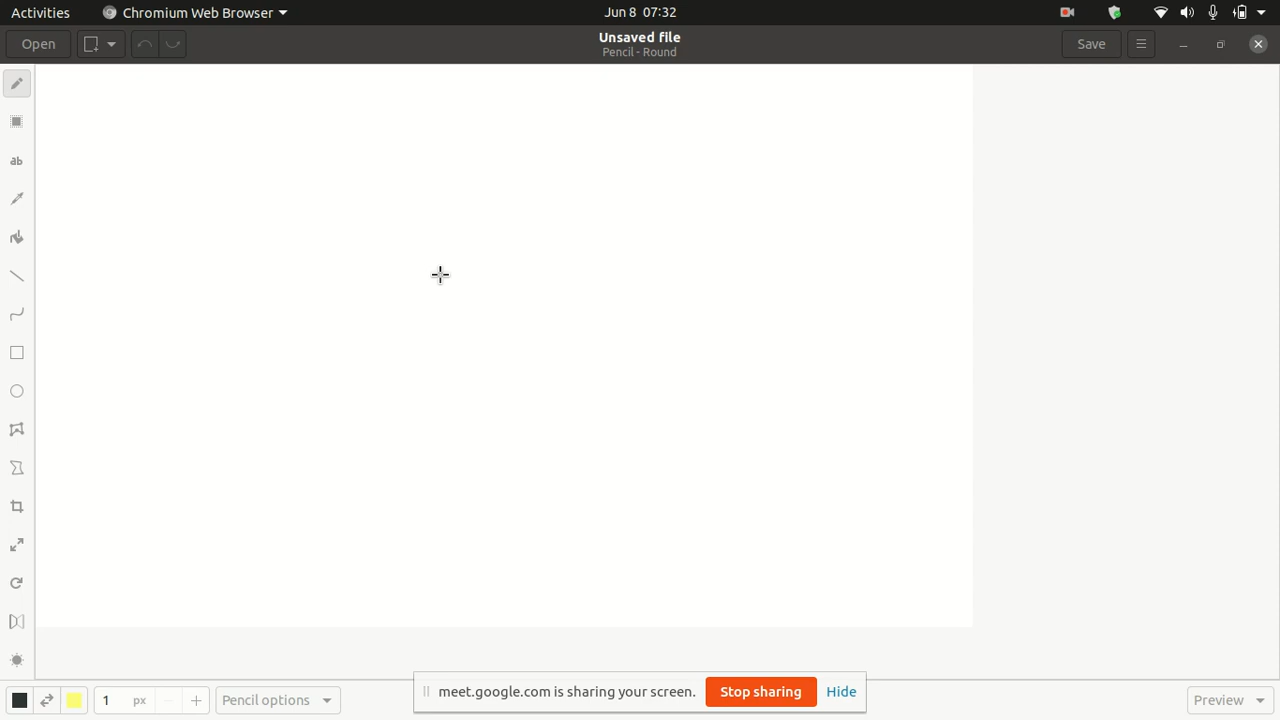 Activities Chromium Web Browser Jun 8 07:32
Open Unsaved file Save
Pencil - Round
ab
1 px Pencil options Preview
meet.google.com is sharing your screen. Stop sharing Hide